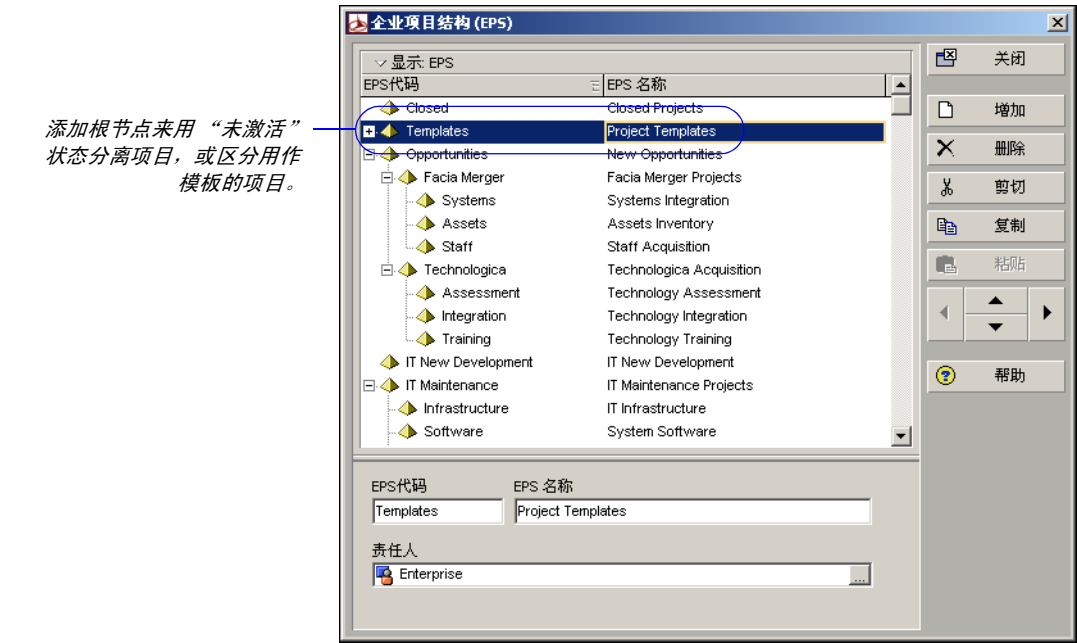 企业项目结构 (EPS)
显示: EPS
EPS代码 EPS 名称
Closed Closed Projects
Templates Project Templates
Opportunities New Opportunities
Facia Merger Facia Merger Projects
Systems Systems Integration
Assets Assets Inventory
Staff Staff Acquisition
Technologica Technologica Acquisition
Assessment Technology Assessment
Integration Technology Integration
Training Technology Training
IT New Development IT New Development
IT Maintenance IT Maintenance Projects
Infrastructure IT Infrastructure
Software System Software
EPS代码 EPS 名称
Templates Project Templates
责任人
Enterprise
...
关闭
增加
删除
剪切
复制
粘贴
帮助
添加根节点来用 “未激活”
状态分离项目，或区分用作
模板的项目。